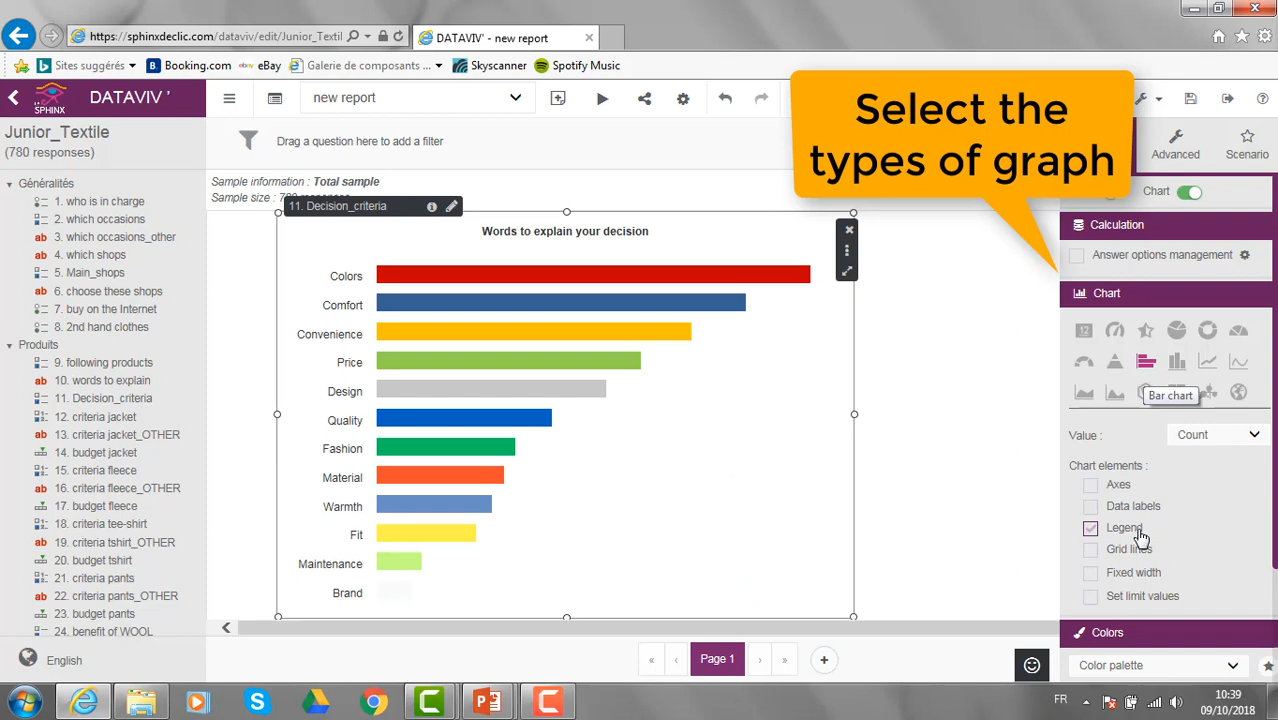 https://sphinxdeclic.com/dataviv/edit/Junior_Textil
DATAVIV' - new report
Sites suggérés
Booking.com
eBay
Galerie de composants ...
Skyscanner
Spotify Music
SPHINX
DATAVIV '
new report
Select the
types of graph
Junior_Textile
(780 responses)
Drag a question here to add a filter
Advanced
Scenario
Sample information : Total sample
Sample size :
11. Decision_criteria
Chart
Généralités
1. who is in charge
2. which occasions
3. which occasions_other
4. which shops
5. Main_shops
6. choose these shops
7. buy on the Internet
8. 2nd hand clothes
Produits
9. following products
10. words to explain
11. Decision_criteria
12. criteria jacket
13. criteria jacket_OTHER
14. budget jacket
15. criteria fleece
16. criteria fleece_OTHER
17. budget fleece
18. criteria tee-shirt
19. criteria tshirt_OTHER
20. budget tshirt
21. criteria pants
22. criteria pants_OTHER
23. budget pants
24. benefit of WOOL
Words to explain your decision
Colors
Comfort
Convenience
Price
Design
Quality
Fashion
Material
Warmth
Fit
Maintenance
Brand
Calculation
Answer options management
Chart
12
Bar chart
Value :
Count
Chart elements :
Axes
Data labels
Legend
Grid lines
Fixed width
Set limit values
Colors
Color palette
English
« ‹ Page 1 › » +
FR
10:39
09/10/2018